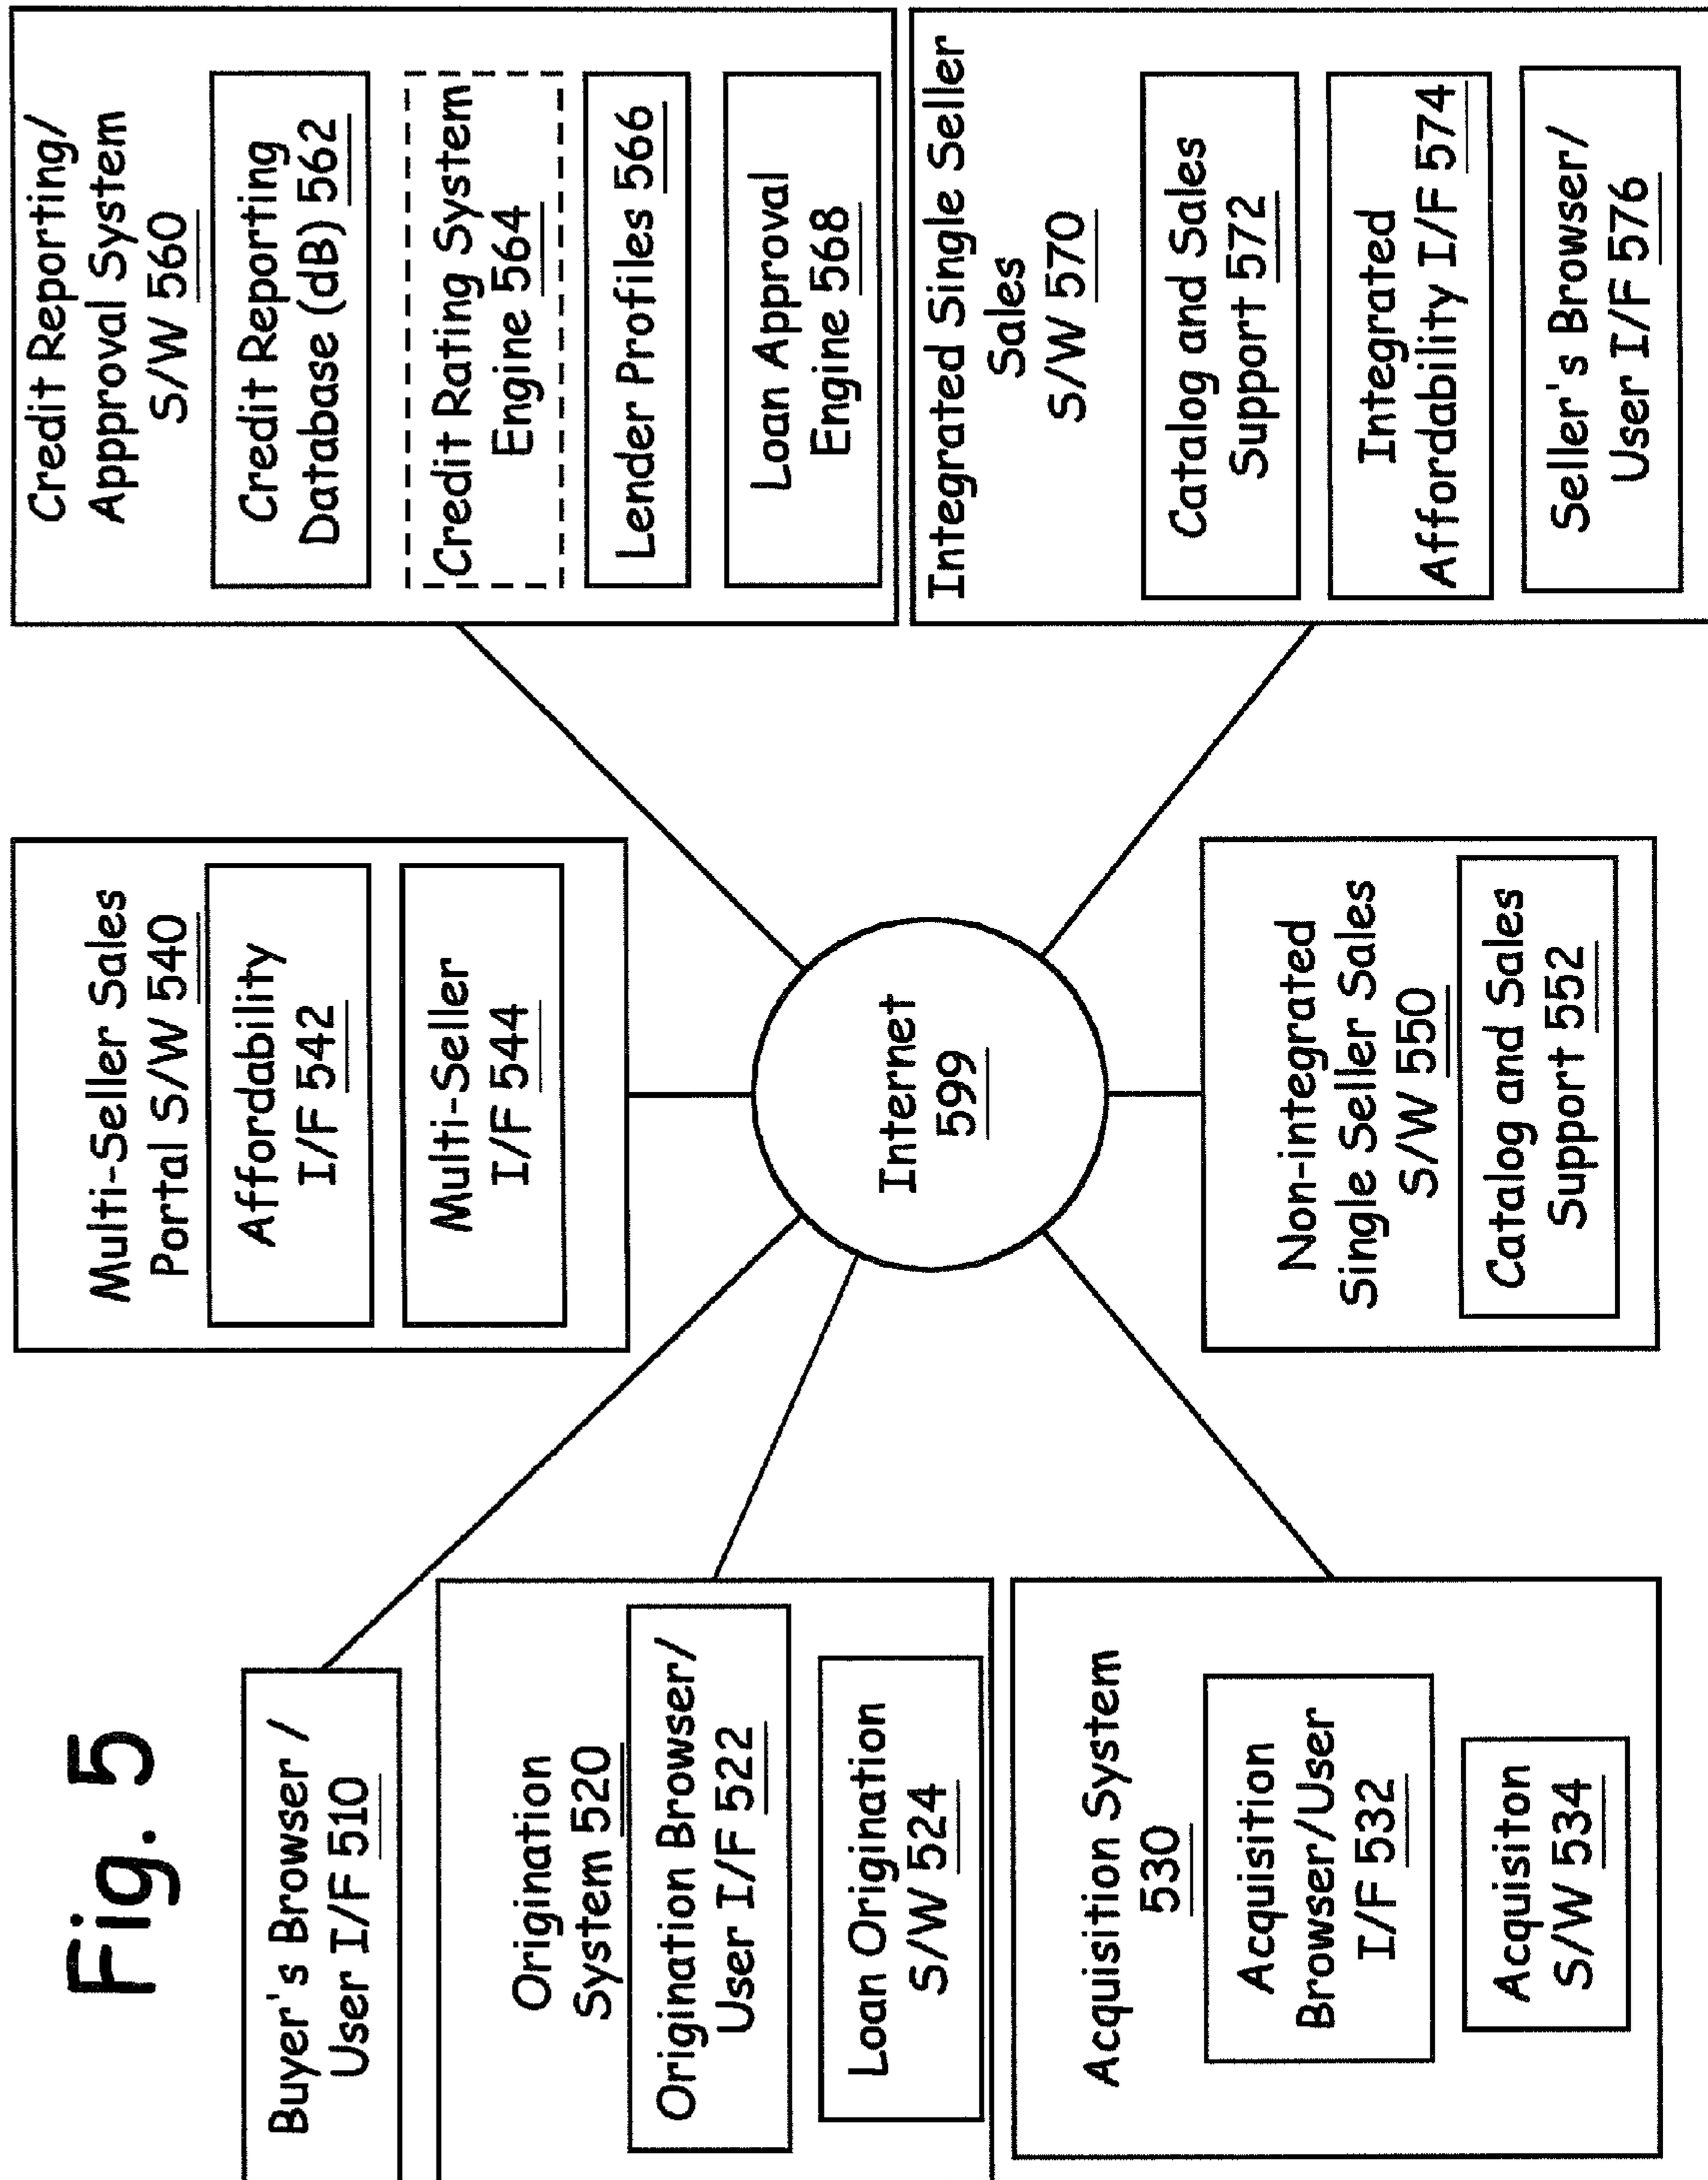 Fig. 5
Buyer's Browser /
User I/F 510
Origination
System 520
Origination Browser/
User I/F 522
Loan Origination
S/W 524
Acquisition System
530
Acquisition
Browser/User
I/F 532
Acquisiton
S/W 534
Multi-Seller Sales
Portal S/W 540
Affordability
I/F 542
Multi-Seller
I/F 544
Internet
599
Non-integrated
Single Seller Sales
S/W 550
Catalog and Sales
Support 552
Credit Reporting/
Appproval System
S/W 560
Credit Reporting
Database (dB) 562
Credit Rating System
Engine 564
Lender Profiles 566
Loan Approval
Engine 568
Integrated Single Seller
Sales
S/W 570
Catalog and Sales
Support 572
Integrated
Affordability I/F 574
Seller's Browser/
User I/F 576